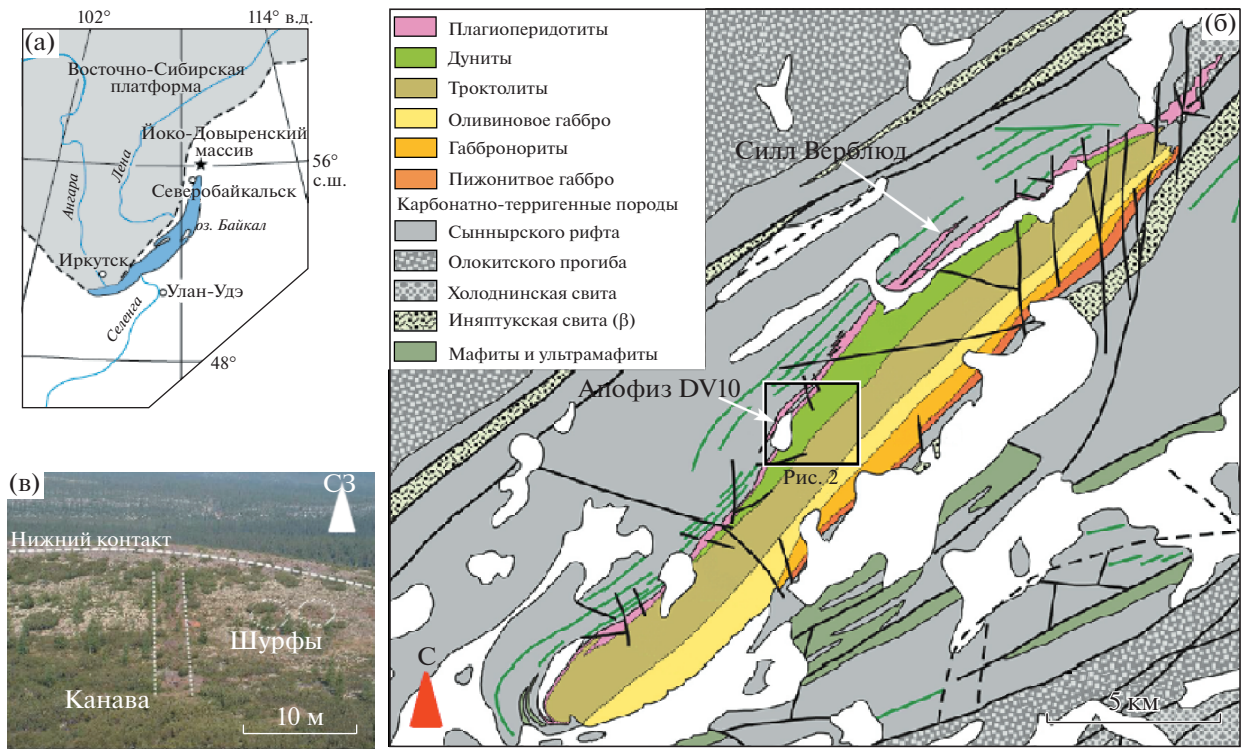 102°
114° в.д.
(а)
Восточно-Сибирская
платформа
Йоко-Довыренский
массив
56°
с.ш.
Лена
Ангара
Северобайкальск
оз. Байкал
Иркутск
Улан-Удэ
Селенга
48°
(б)
Плагиоперидотиты
Дуниты
Троктолиты
Оливиновое габбро
Габбронориты
Пижонитвое габбро
Карбонатно-терригенные породы
Сыннырского рифта
Олокитского прогиба
Холоднинская свита
Иняптукская свита (β)
Мафиты и ультрамафиты
Силл Верблюд
Апофиз DV10
Рис. 2
С
5 км
(в)
СЗ
Нижний контакт
Шурфы
Канава
10 м